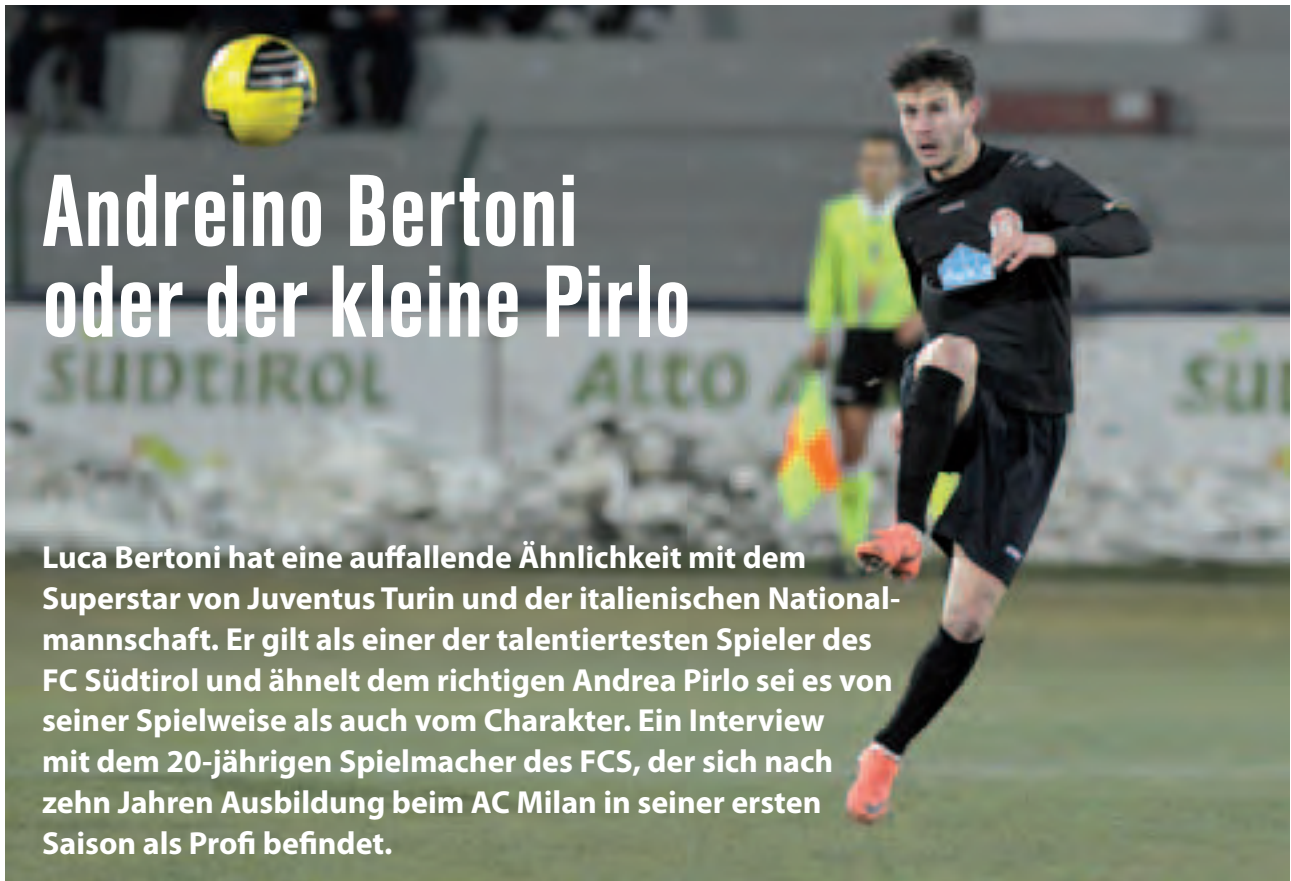 Andreino Bertoni
oder der kleine Pirlo
SÜDTIROL
ALTO A
SÜD
Luca Bertoni hat eine auffallende Ähnlichkeit mit dem
Superstar von Juventus Turin und der italienischen National-
mannschaft. Er gilt als einer der talentiertesten Spieler des
FC Südtirol und ähnelt dem richtigen Andrea Pirlo sei es von
seiner Spielweise als auch vom Charakter. Ein Interview
mit dem 20-jährigen Spielmacher des FCS, der sich nach
zehn Jahren Ausbildung beim AC Milan in seiner ersten
Saison als Profi befindet.